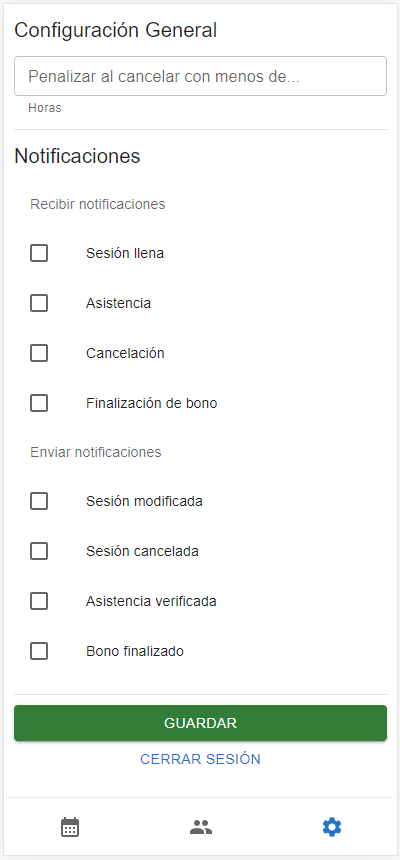 Configuración General
Penalizar al cancelar con menos de...
Horas
Notificaciones
Recibir notificaciones
Sesión llena
Asistencia
Cancelación
Finalización de bono
Enviar notificaciones
Sesión modificada
Sesión cancelada
Asistencia verificada
Bono finalizado
GUARDAR
CERRAR SESIÓN